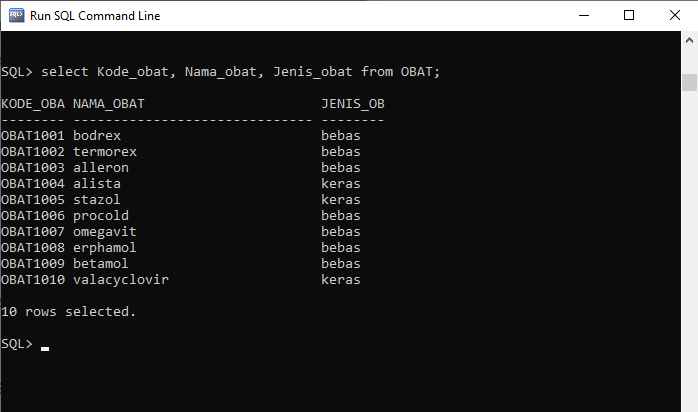 Run SQL Command Line
SQL> select Kode_obat, Nama_obat, Jenis_obat from OBAT;
KODE_OBA NAMA_OBAT                      JENIS_OB
-------- ------------------------------ --------
OBAT1001 bodrex                         bebas
OBAT1002 termorex                       bebas
OBAT1003 alleron                        bebas
OBAT1004 alista                         keras
OBAT1005 stazol                         keras
OBAT1006 procold                        bebas
OBAT1007 omegavit                       bebas
OBAT1008 erphamol                       bebas
OBAT1009 betamol                        bebas
OBAT1010 valacyclovir                   keras
10 rows selected.
SQL>